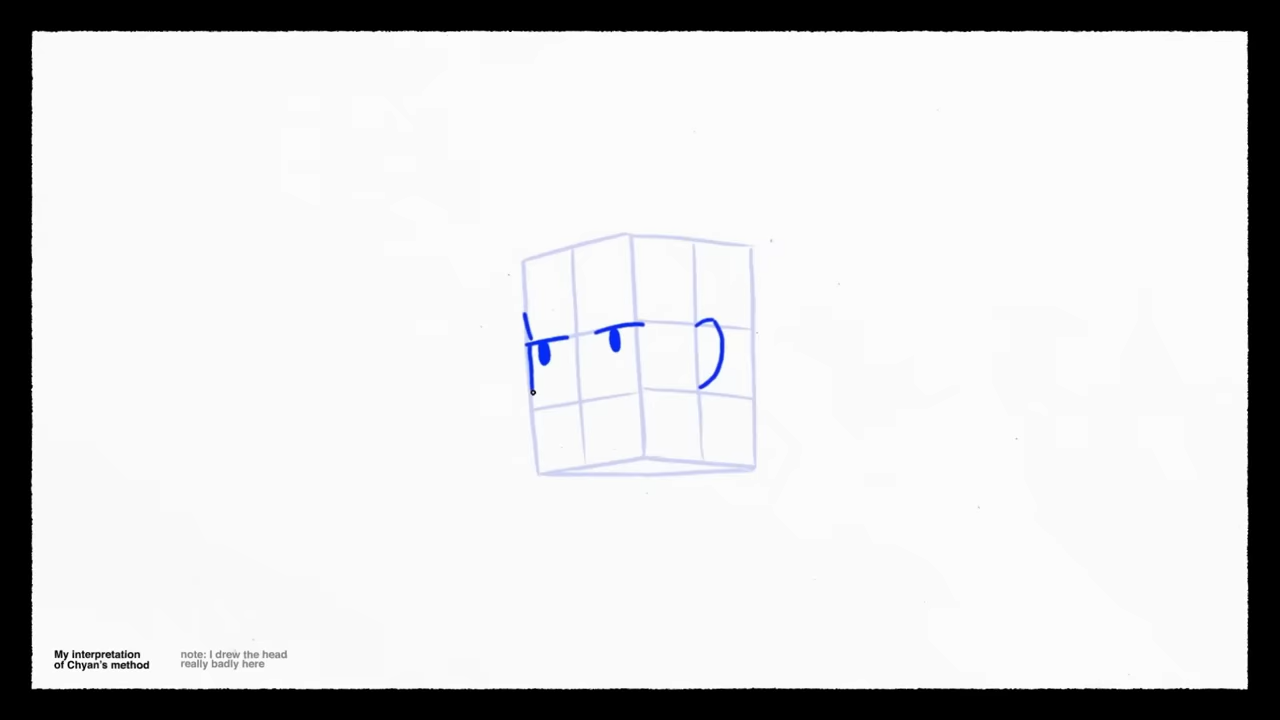 My interpretation
of Chyan's method
note: I drew the head
really badly here